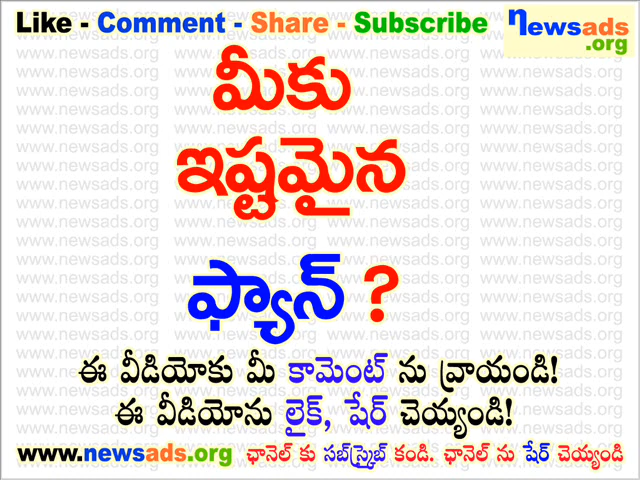 Like - Comment - Share - Subscribe
newsads
.org
మీకు
ఇష్టమైన
ఫ్యాన్ ?
ఈ వీడియోకు మీ కామెంట్ ను వ్రాయండి!
ఈ వీడియోను లైక్, షేర్ చెయ్యండి!
www.newsads.org ఛానెల్ కు సబ్‌స్క్రైబ్ కండి. ఛానెల్ ను షేర్ చెయ్యండి